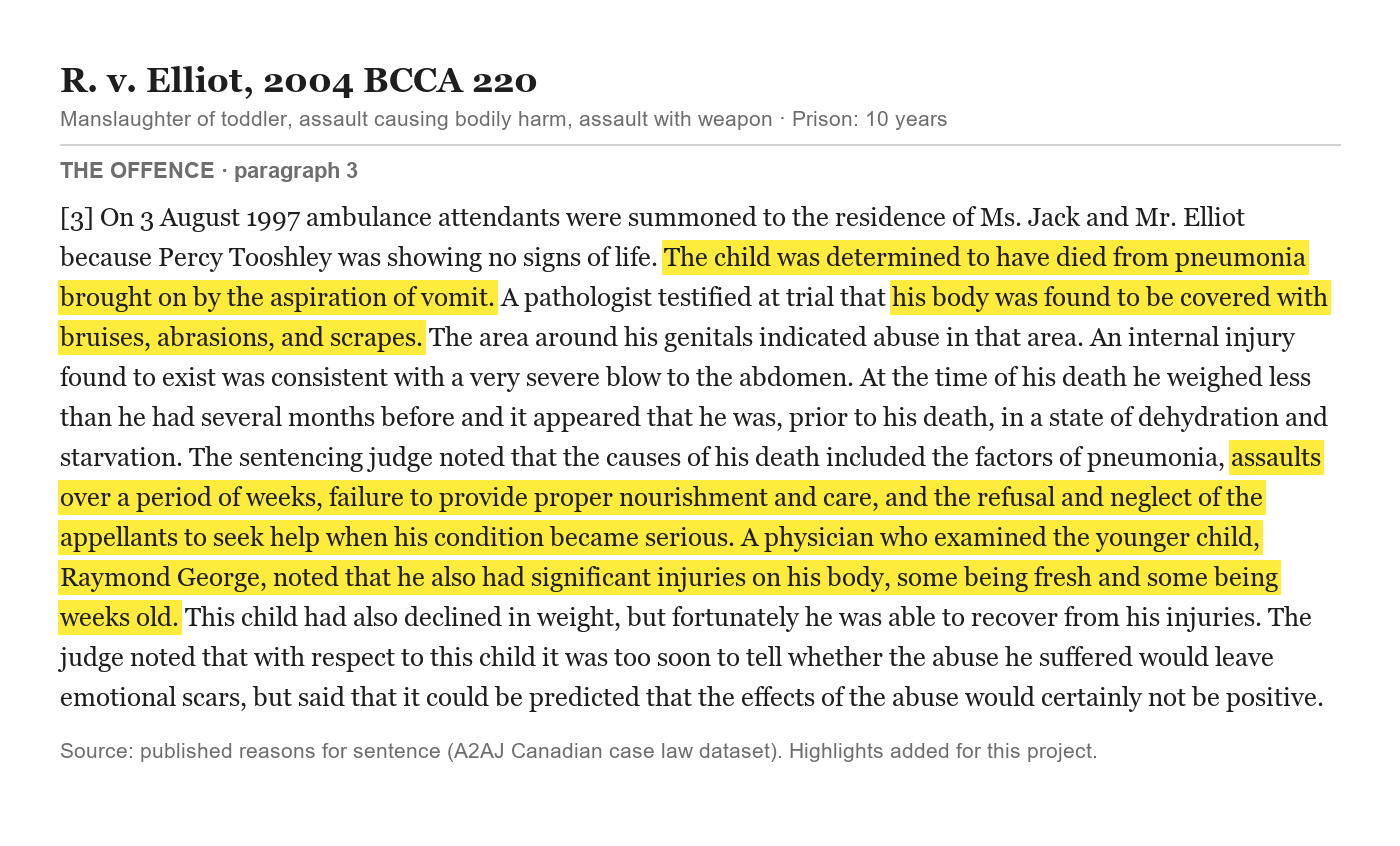 R. v. Elliot, 2004 BCCA 220
Manslaughter of toddler, assault causing bodily harm, assault with weapon · Prison: 10 years
THE OFFENCE · paragraph 3
[3] On 3 August 1997 ambulance attendants were summoned to the residence of Ms. Jack and Mr. Elliot
because Percy Tooshley was showing no signs of life. The child was determined to have died from pneumonia
brought on by the aspiration of vomit. A pathologist testified at trial that his body was found to be covered with
bruises, abrasions, and scrapes. The area around his genitals indicated abuse in that area. An internal injury
found to exist was consistent with a very severe blow to the abdomen. At the time of his death he weighed less
than he had several months before and it appeared that he was, prior to his death, in a state of dehydration and
starvation. The sentencing judge noted that the causes of his death included the factors of pneumonia, assaults
over a period of weeks, failure to provide proper nourishment and care, and the refusal and neglect of the
appellants to seek help when his condition became serious. A physician who examined the younger child,
Raymond George, noted that he also had significant injuries on his body, some being fresh and some being
weeks old. This child had also declined in weight, but fortunately he was able to recover from his injuries. The
judge noted that with respect to this child it was too soon to tell whether the abuse he suffered would leave
emotional scars, but said that it could be predicted that the effects of the abuse would certainly not be positive.
Source: published reasons for sentence (A2AJ Canadian case law dataset). Highlights added for this project.